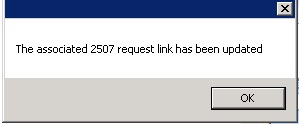 The associated 2507 request link has been updated
OK